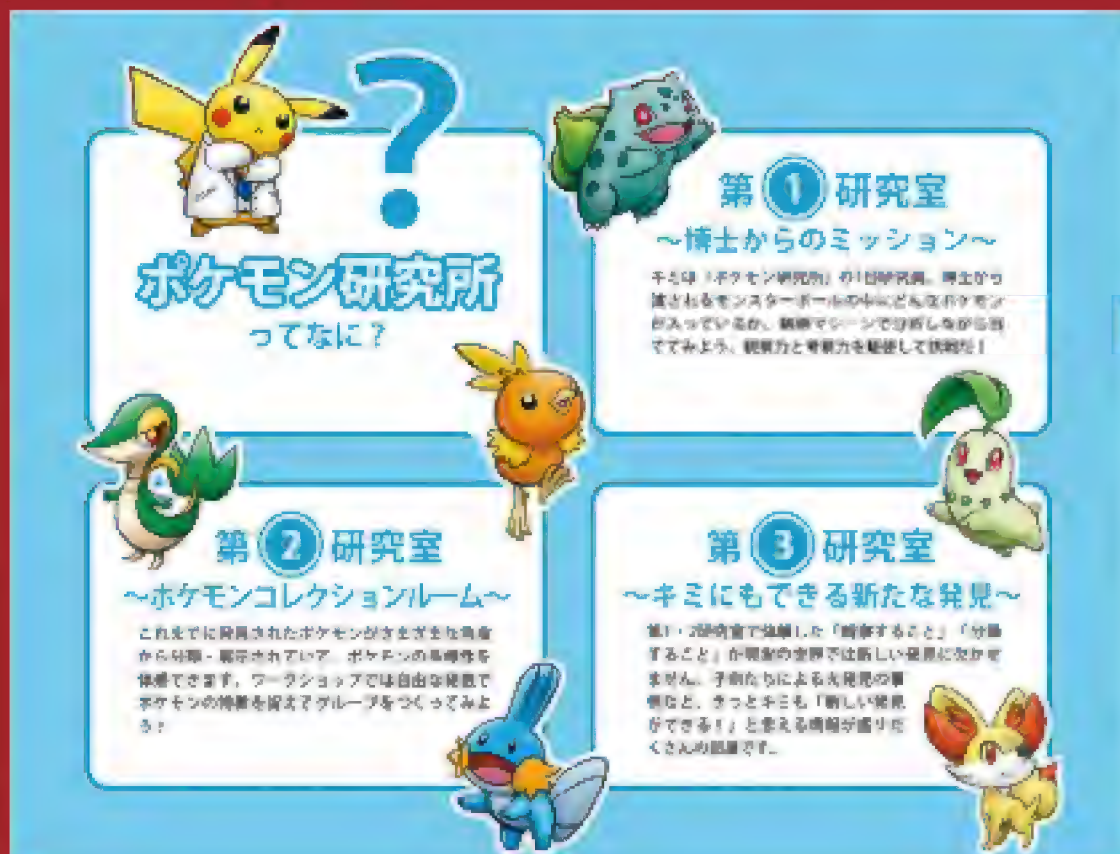 ?
ポケモン研究所
ってなに？
第1研究室
～博士からのミッション～
キミは「ポケモン研究所」の1日研究員。博士から
渡されるモンスターボールの中にどんなポケモン
が入っているか、観察マシーンで分析しながら当
ててみよう。観察力と考察力を駆使して挑戦だ！
第2研究室
～ポケモンコレクションルーム～
これまでに発見されたポケモンがさまざまな角度
から分類・展示されていて、ポケモンの多様性を
体感できます。ワークショップでは自由な発想で
ポケモンの特徴を捉えてグループをつくってみよ
う！
第3研究室
～キミにもできる新たな発見～
第1・2研究室で体験した「観察すること」「分類
すること」が現実の世界では新しい発見に欠かせ
ません。子供たちによる大発見の事
例など、きっとキミも「新しい発見
ができる！」と思える情報が盛りだ
くさんの部屋です。